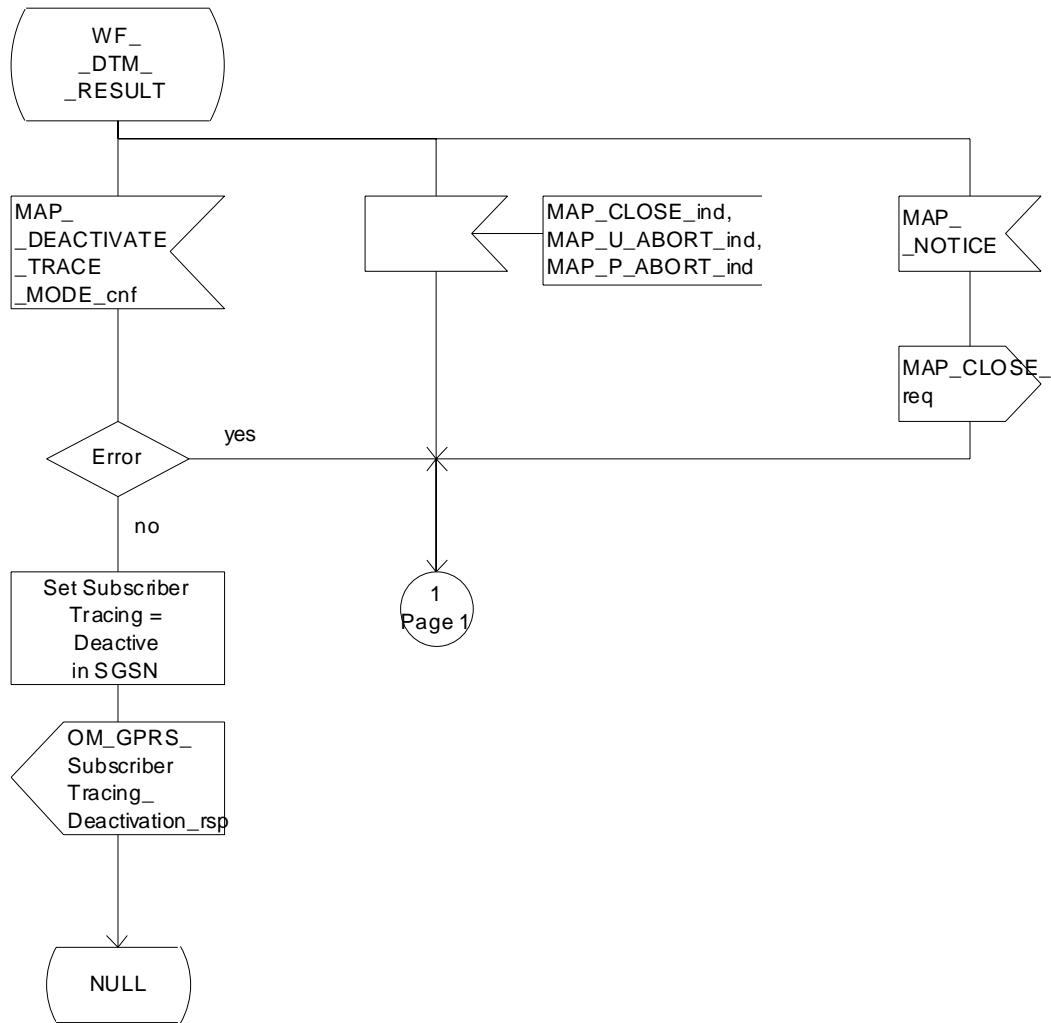 WF_
_DTM_
_RESULT
MAP_
_DEACTIVATE
_TRACE
_MODE_cnf
MAP_CLOSE_ind,
MAP_U_ABORT_ind,
MAP_P_ABORT_ind
MAP_
_NOTICE
MAP_CLOSE_
req
Error
yes
no
Set Subscriber
Tracing =
Deactive
in SGSN
1
Page 1
OM_GPRS_
Subscriber
Tracing_
Deactivation_rsp
NULL